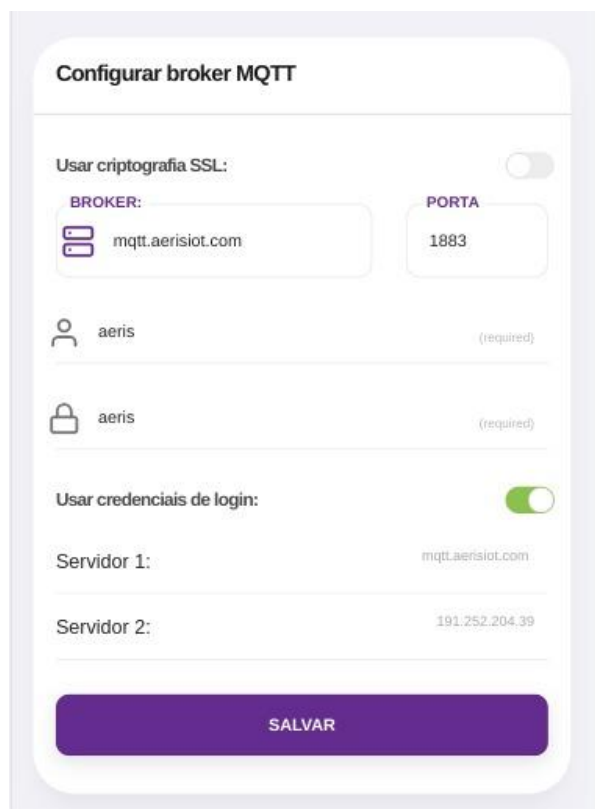 Configurar broker MQTT
Usar criptografia SSL:
BROKER: PORTA
mqtt.aerisiot.com 1883
aeris (required)
aeris (required)
Usar credenciais de login:
Servidor 1: mqtt.aerisiot.com
Servidor 2: 191.252.204.39
SALVAR